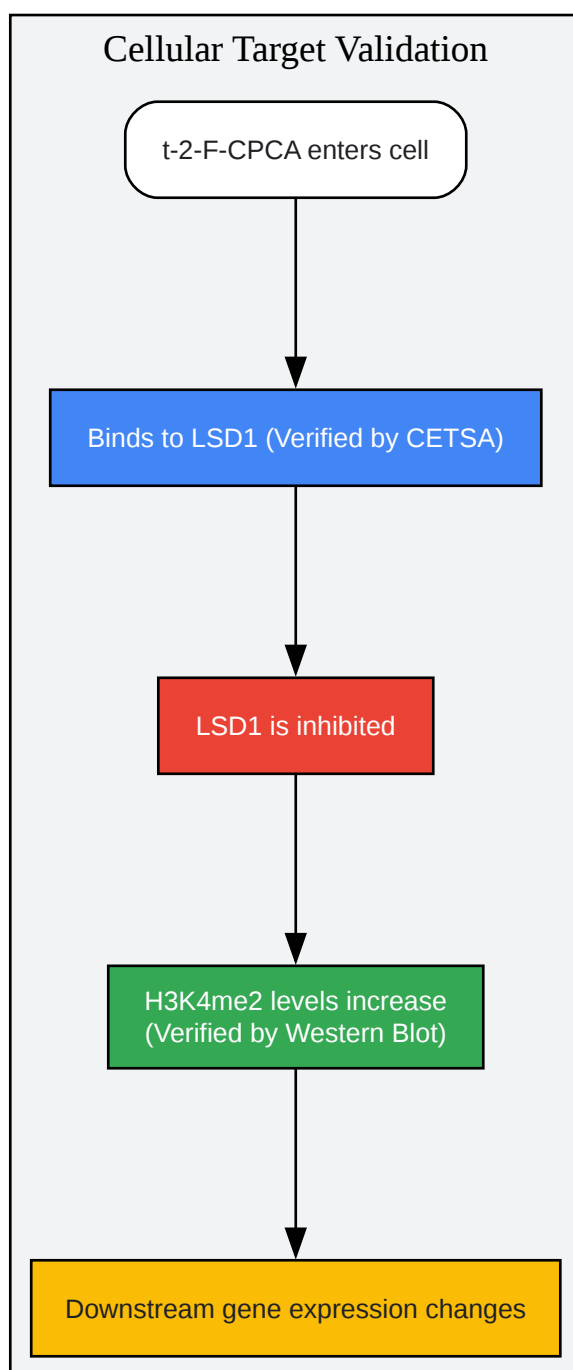 Cellular Target Validation
t-2-F-CPCA enters cell
Binds to LSD1 (Verified by CETSA)
LSD1 is inhibited
H3K4me2 levels increase
(Verified by Western Blot)
Downstream gene expression changes